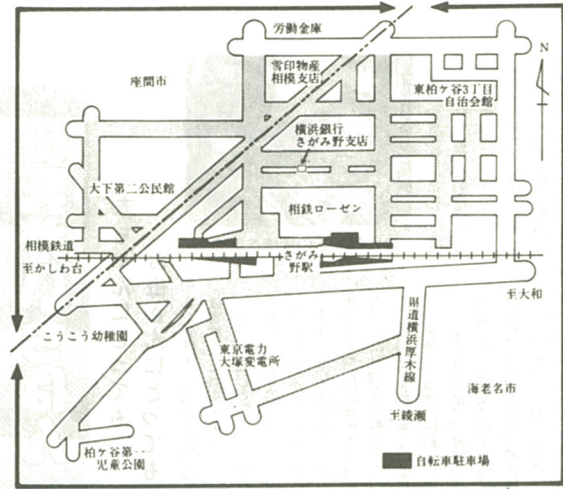 労働金庫
雪印物産
相模支店
座間市
N
東柏ケ谷3丁目
自治会館
横浜銀行
さがみ野支店
大下第二公民館
相鉄ローゼン
相模鉄道
至かしわ台
さがみ
野駅
至大和
こうこう幼稚園
東京電力
大塚変電所
県道横浜厚木線
海老名市
至綾瀬
柏ケ谷第一
児童公園
自転車駐車場